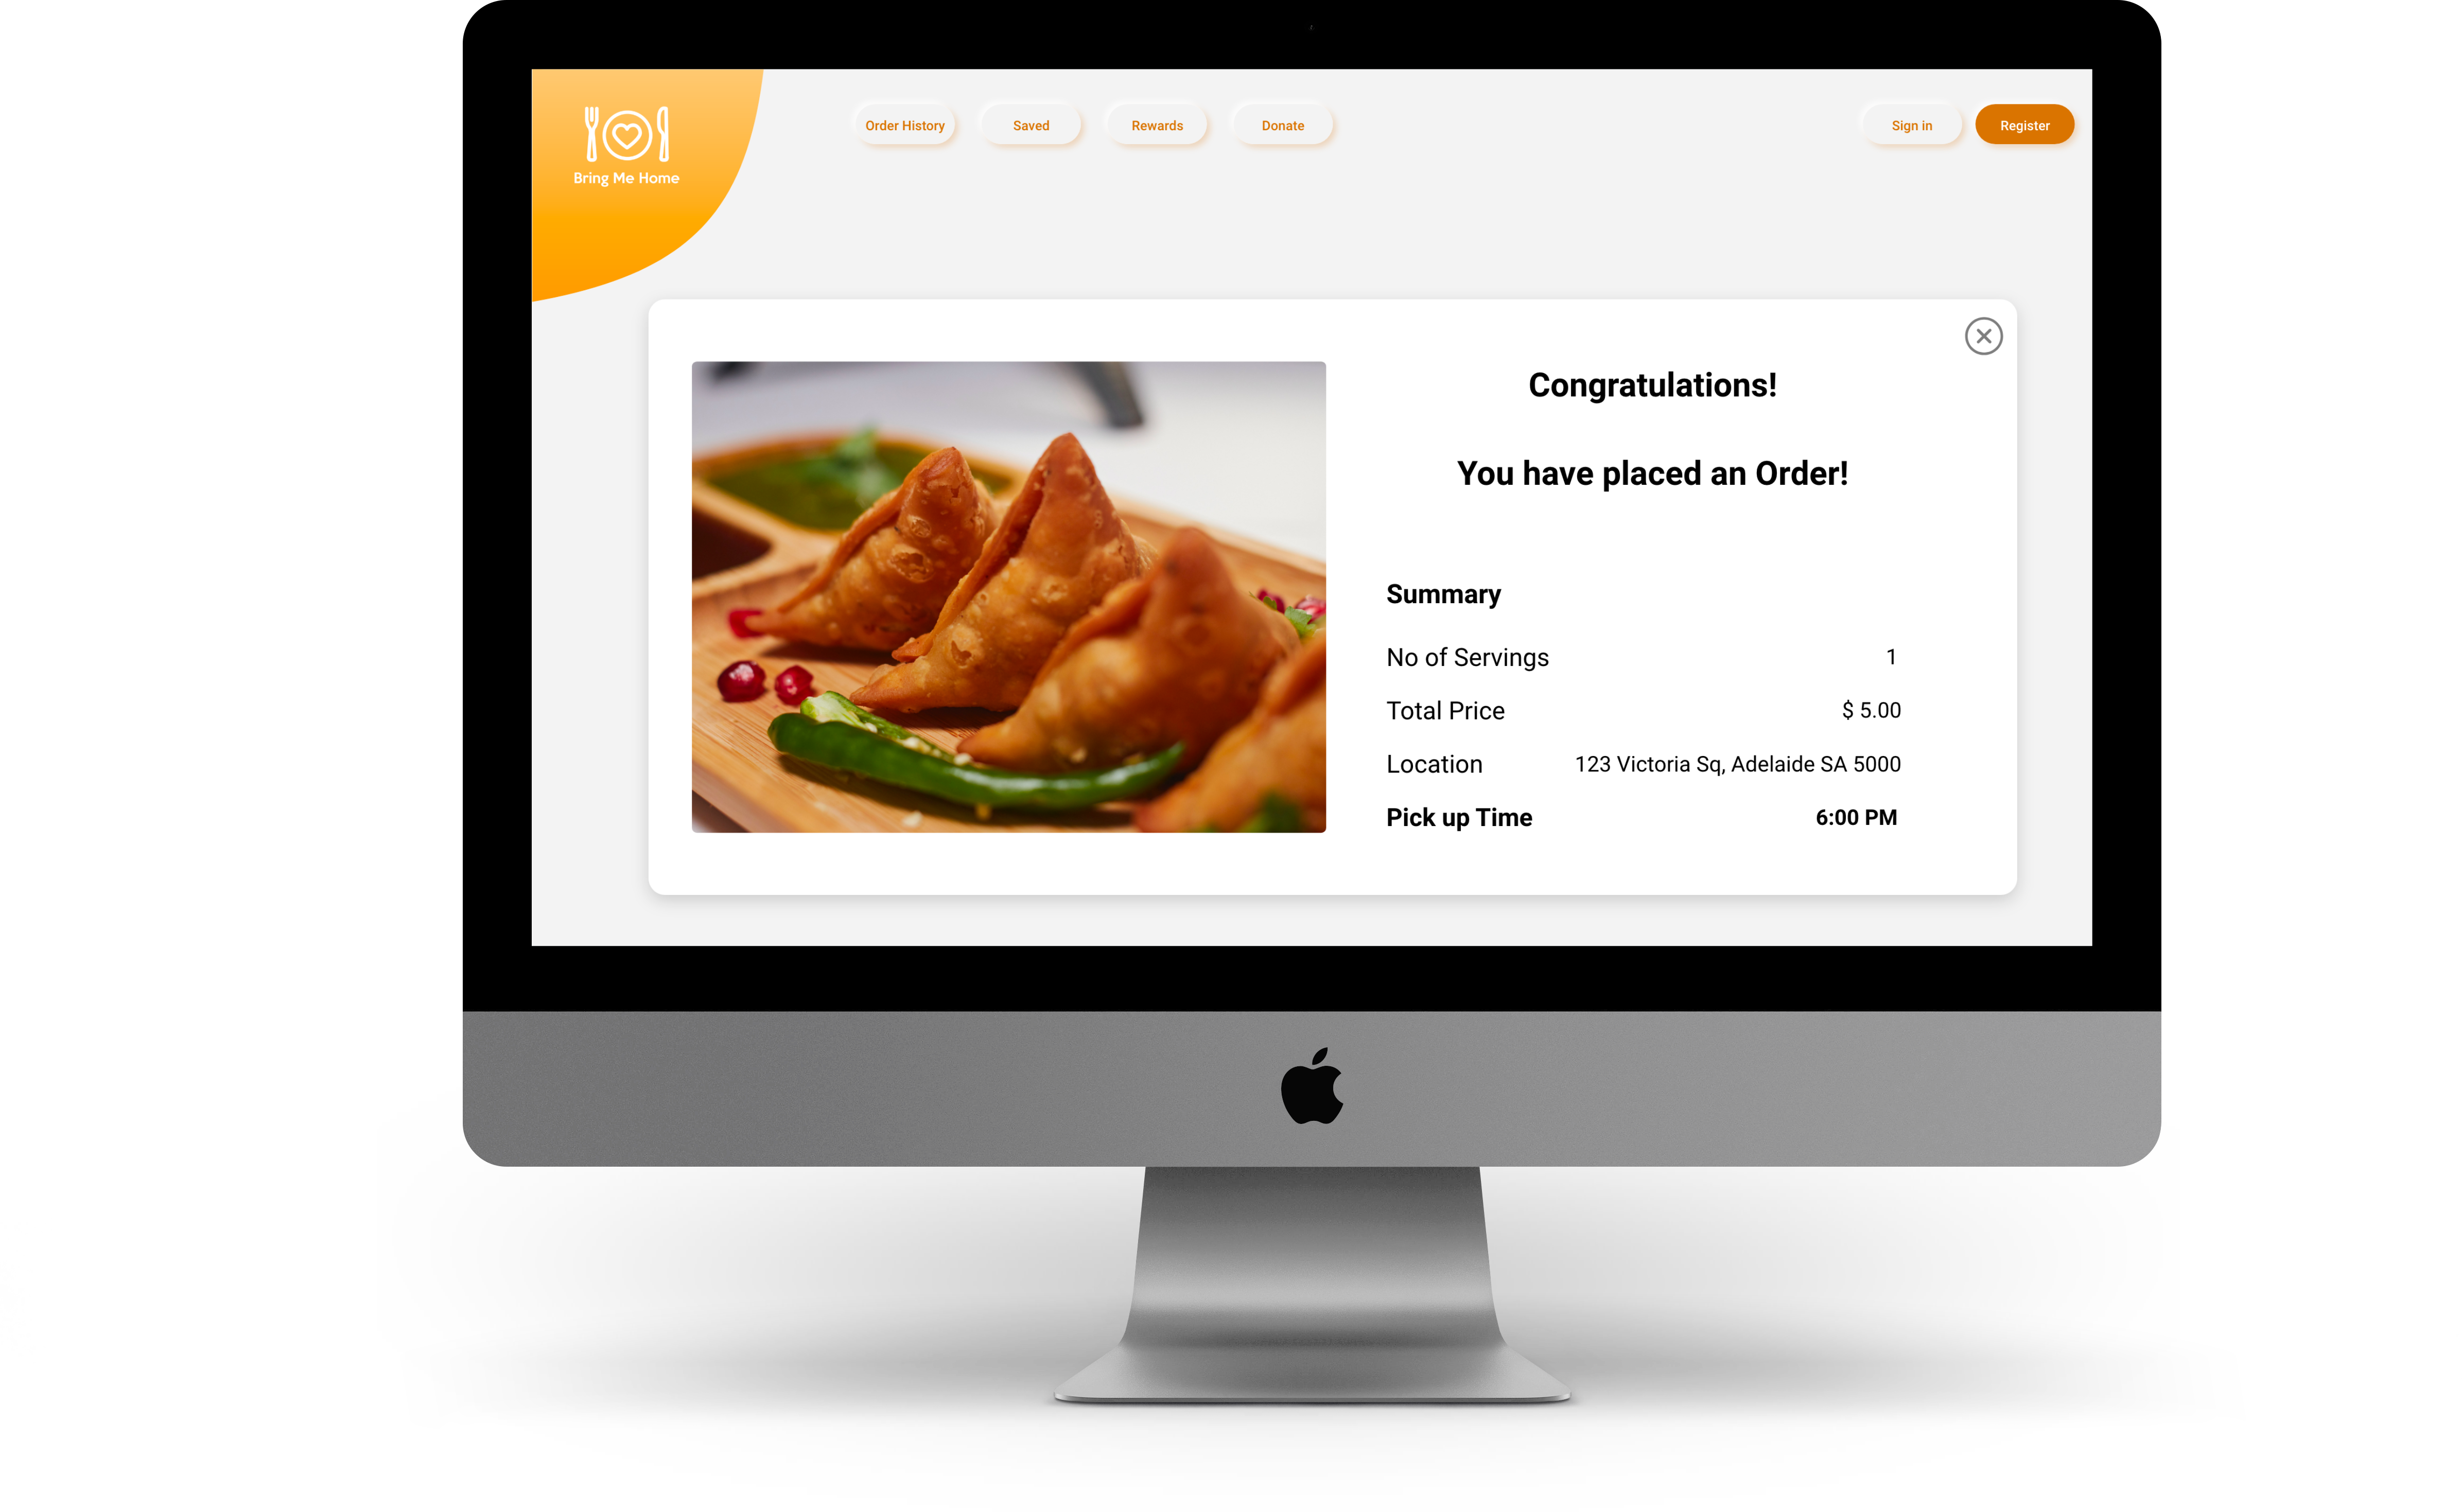 Bring Me Home
Order History
Saved
Rewards
Donate
Sign in
Register
Congratulations!
You have placed an Order!
Summary
No of Servings 1
Total Price $ 5.00
Location 123 Victoria Sq, Adelaide SA 5000
Pick up Time 6:00 PM